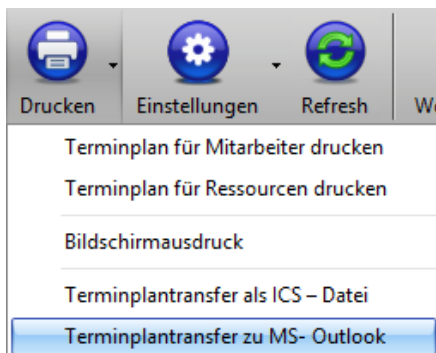 Drucken Einstellungen Refresh
Terminplan für Mitarbeiter drucken
Terminplan für Ressourcen drucken
Bildschirmausdruck
Terminplantransfer als ICS – Datei
Terminplantransfer zu MS- Outlook